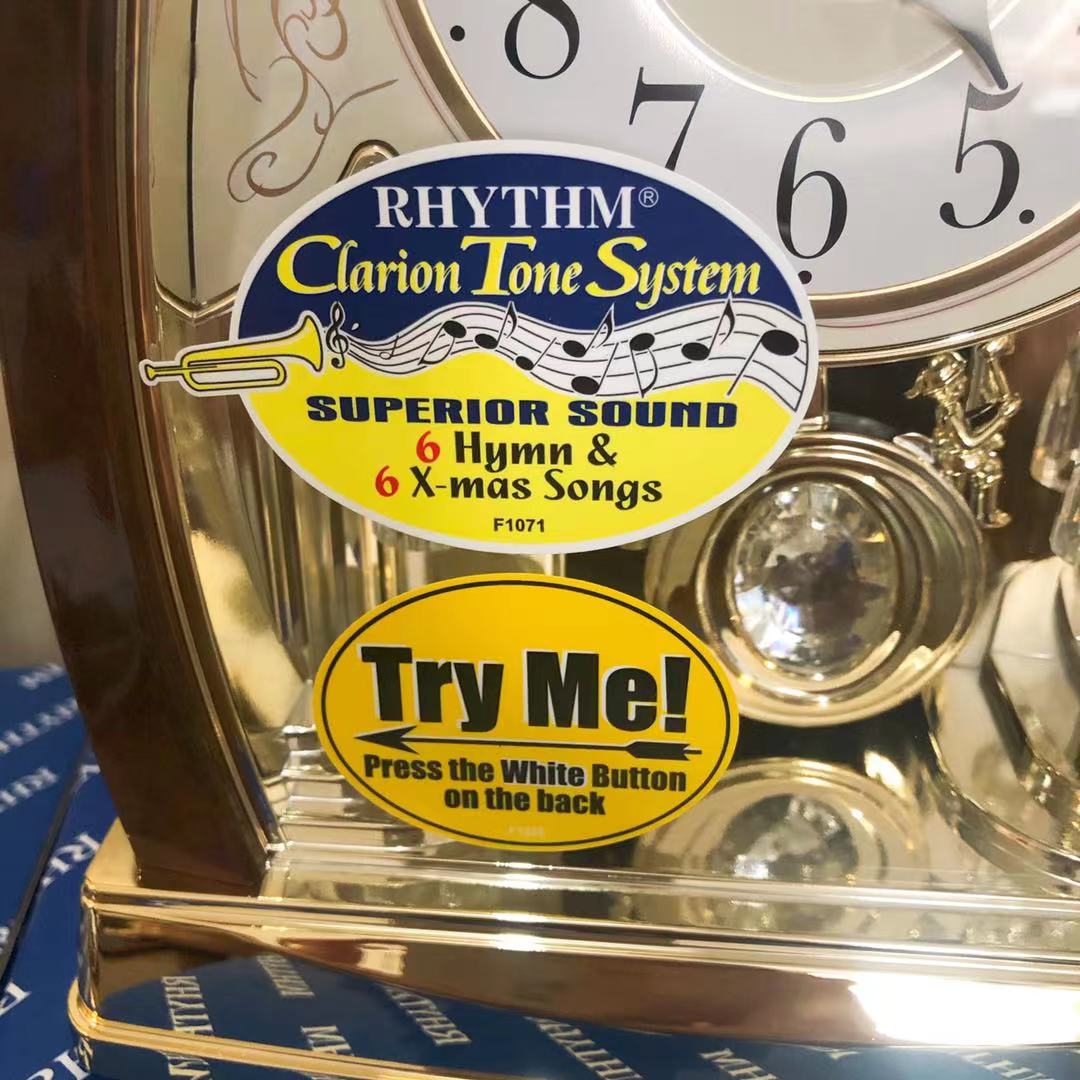 8
7
6
5
RHYTHM®
Clarion Tone System
SUPERIOR SOUND
6 Hymn &
6 X-mas Songs
F1071
Try Me!
Press the White Button
on the back